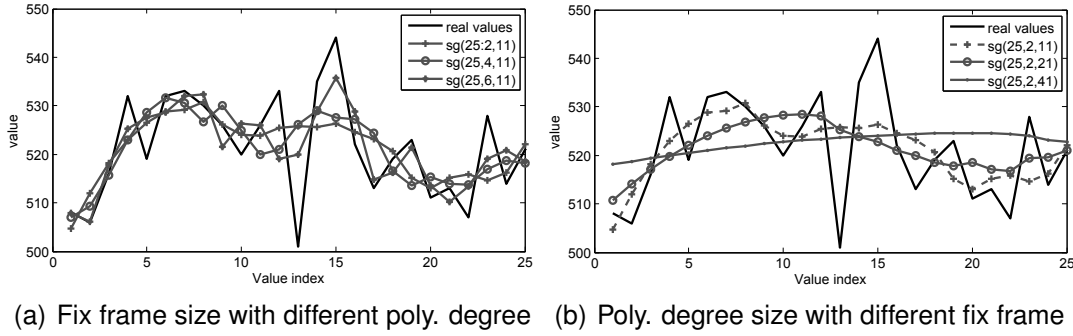 550
540
530
520
510
500
value
0
5
10
15
20
25
Value index
real values
sg(25:2,11)
sg(25,4,11)
sg(25,6,11)
(a) Fix frame size with different poly. degree
550
540
530
520
510
500
value
0
5
10
15
20
25
Value index
real values
sg(25,2,11)
sg(25,2,21)
sg(25,2,41)
(b) Poly. degree size with different fix frame